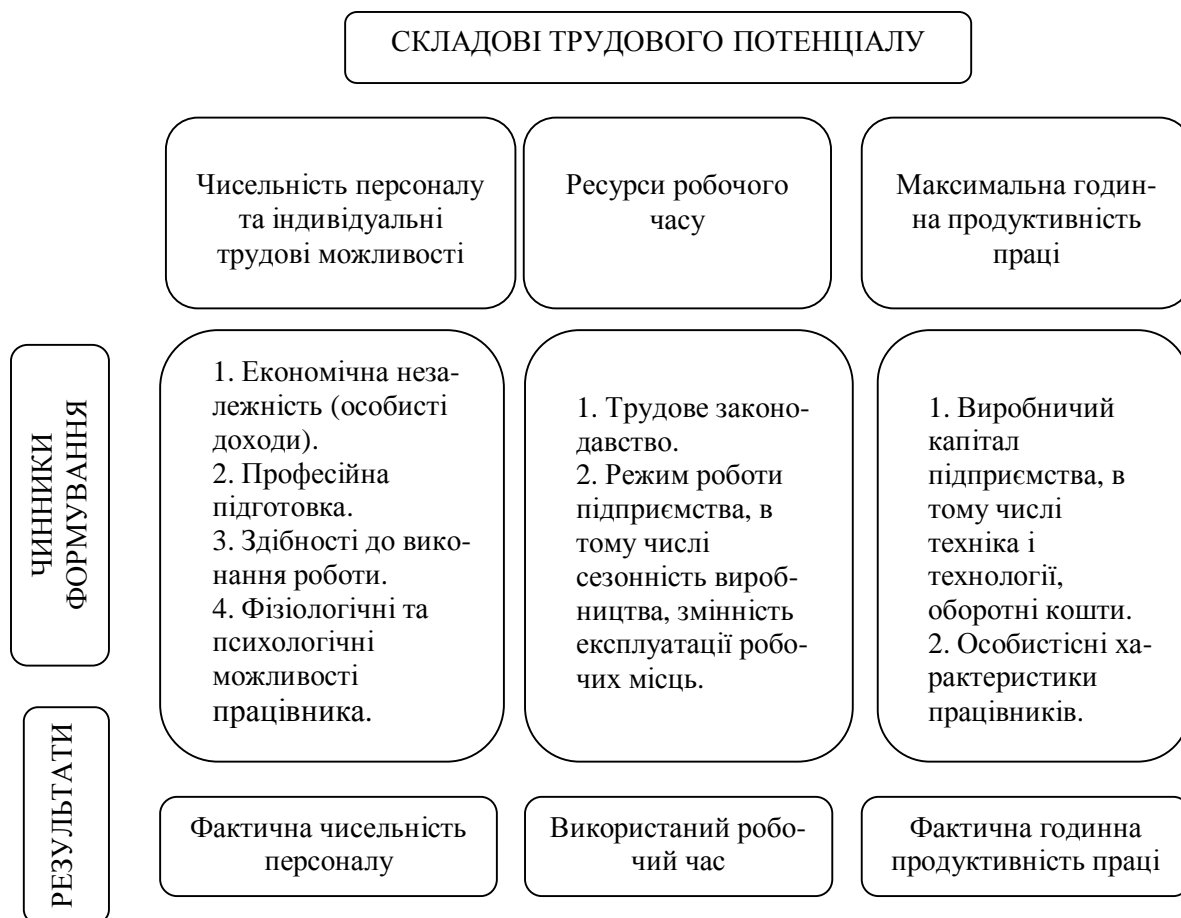 СКЛАДОВІ ТРУДОВОГО ПОТЕНЦІАЛУ
Чисельність персоналу
та індивідуальні
трудові можливості
Ресурси робочого
часу
Максимальна годин-
на продуктивність
праці
ЧИННИКИ
ФОРМУВАННЯ
1. Економічна неза-
лежність (особисті
доходи).
2. Професійна
підготовка.
3. Здібності до вико-
нання роботи.
4. Фізіологічні та
психологічні
можливості
працівника.
1. Трудове законо-
давство.
2. Режим роботи
підприємства, в
тому числі
сезонність вироб-
ництва, змінність
експлуатації робо-
чих місць.
1. Виробничий
капітал
підприємства, в
тому числі
техніка і
технології,
оборотні кошти.
2. Особистісні ха-
рактеристики
працівників.
РЕЗУЛЬТАТИ
Фактична чисельність
персоналу
Використаний робо-
чий час
Фактична годинна
продуктивність праці